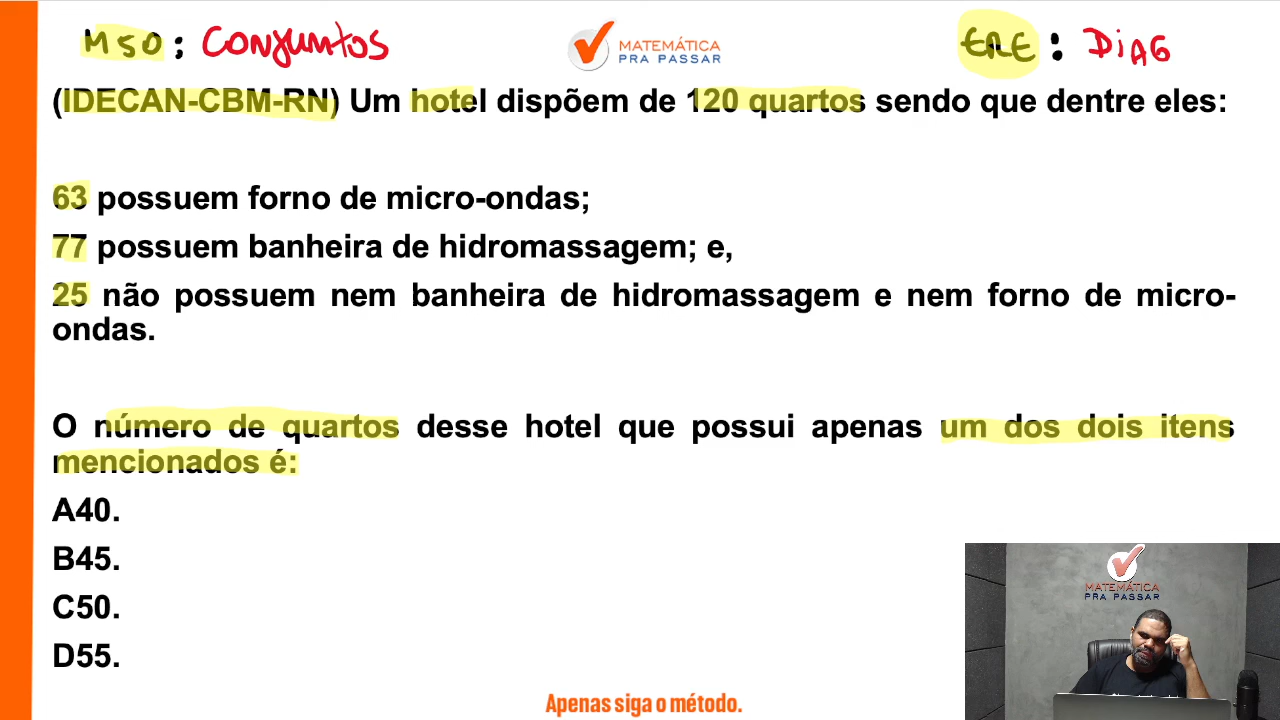 M50 : Conjuntos
MATEMÁTICA
PRA PASSAR
ERE : DiAG
(IDECAN-CBM-RN) Um hotel dispõem de 120 quartos sendo que dentre eles:
63 possuem forno de micro-ondas;
77 possuem banheira de hidromassagem; e,
25 não possuem nem banheira de hidromassagem e nem forno de micro-
ondas.
O número de quartos desse hotel que possui apenas um dos dois itens
mencionados é:
A40.
B45.
C50.
D55.
MATEMÁTICA
PRA PASSAR
Apenas siga o método.